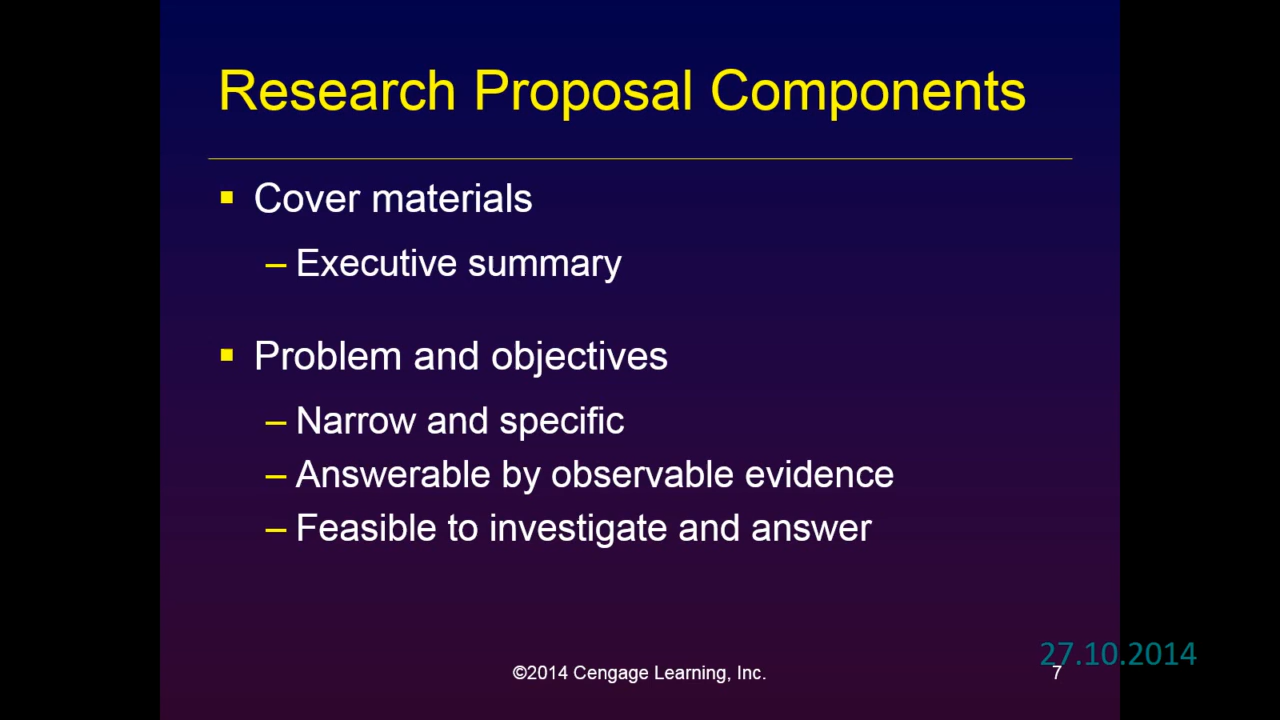 Research Proposal Components
▪ Cover materials
– Executive summary
▪ Problem and objectives
– Narrow and specific
– Answerable by observable evidence
– Feasible to investigate and answer
27.10.2014
©2014 Cengage Learning, Inc.
7